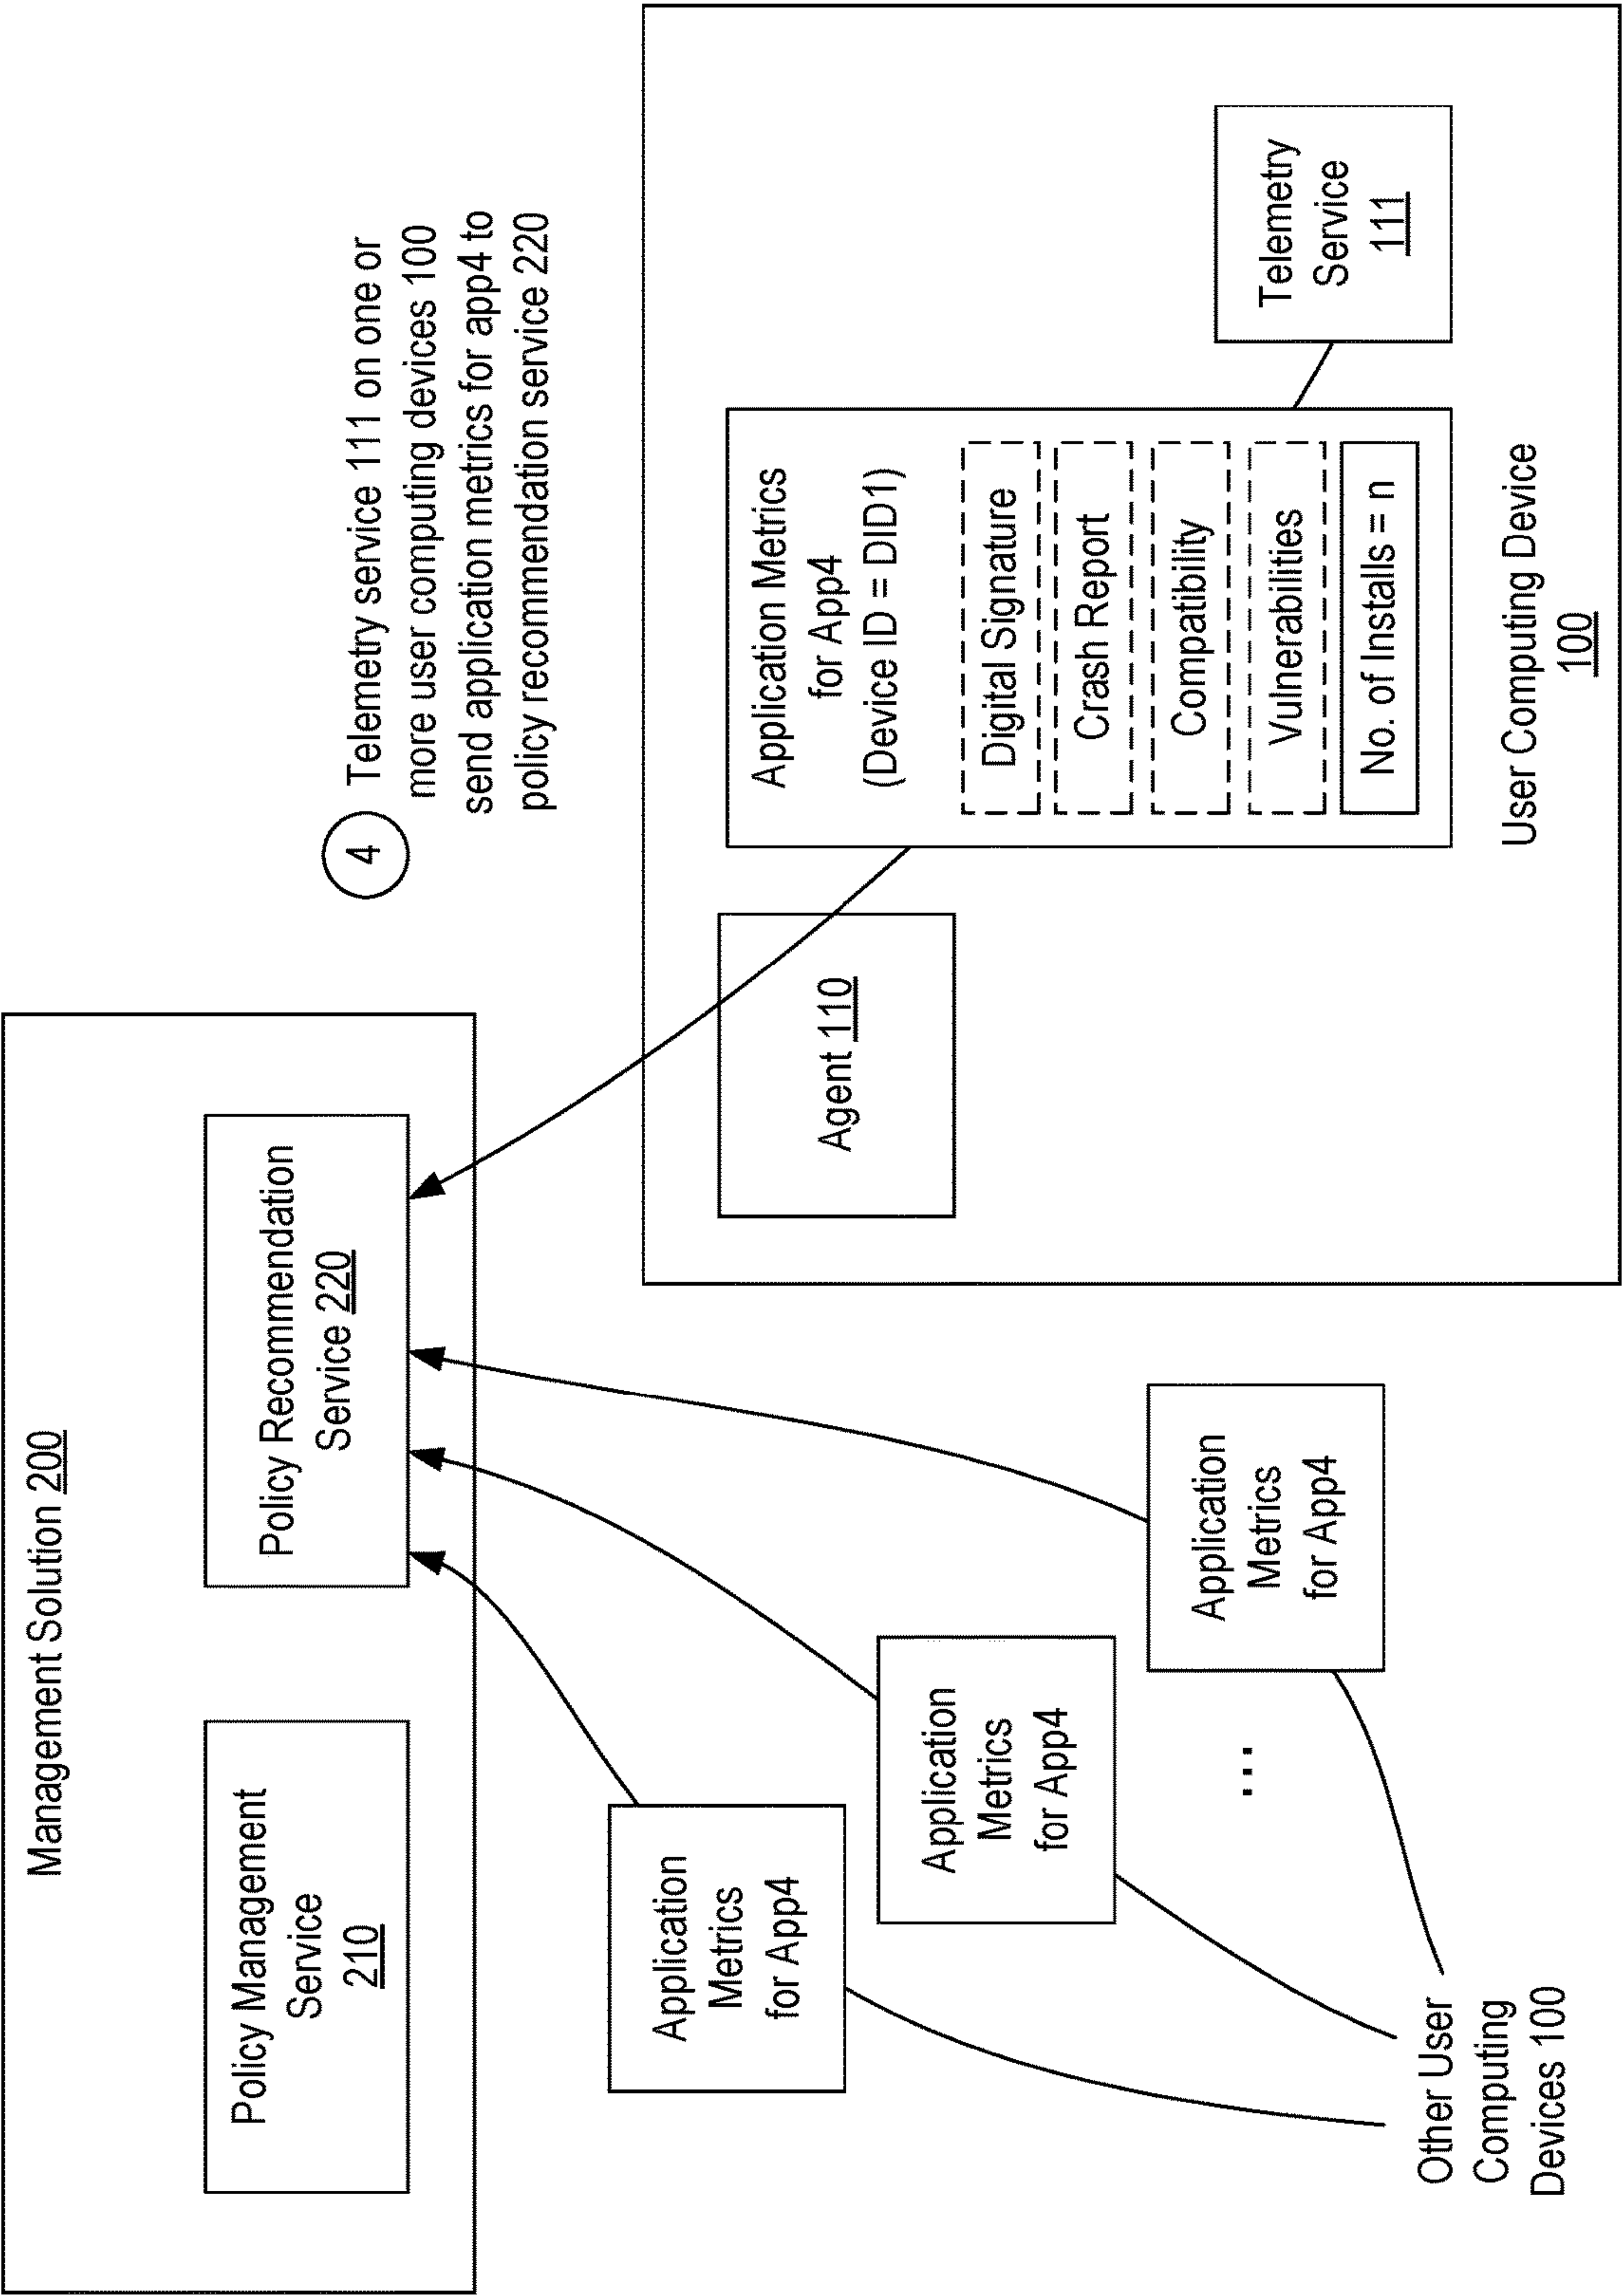 Management Solution 200
Policy Management
Service
210
Policy Recommendation
Service 220
4
Telemetry service 111 on one or
more user computing devices 100
send application metrics for app4 to
policy recommendation service 220
Application
Metrics
for App4
Application
Metrics
for App4
...
Application
Metrics
for App4
Other User
Computing
Devices 100
Agent 110
Application Metrics
for App4
(Device ID = DID1)
Digital Signature
Crash Report
Compatibility
Vulnerabilities
No. of Installs = n
Telemetry
Service
111
User Computing Device
100